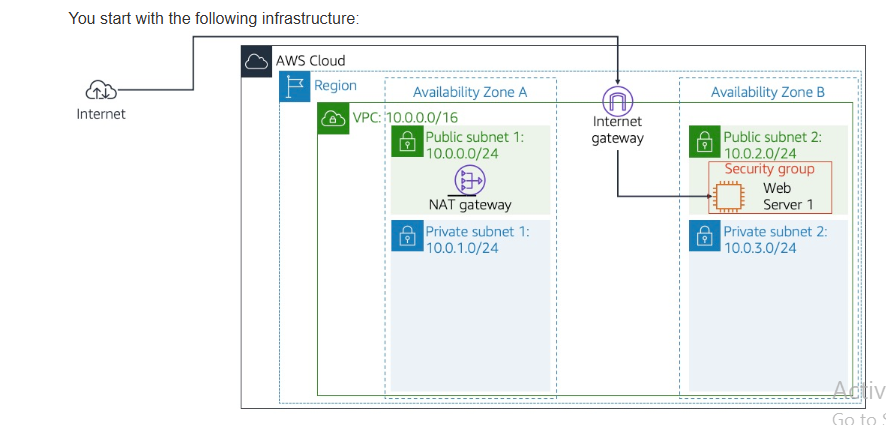 You start with the following infrastructure:
AWS Cloud
Region
Availability Zone A
Availability Zone B
Internet
VPC: 10.0.0.0/16
Internet
gateway
Public subnet 1:
10.0.0.0/24
NAT gateway
Public subnet 2:
10.0.2.0/24
Security group
Web
Server 1
Private subnet 1:
10.0.1.0/24
Private subnet 2:
10.0.3.0/24
Activ
Go to S